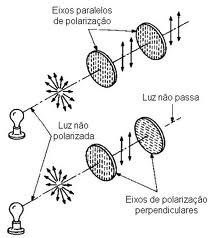 Eixos paralelos
de polarização
Luz não passa
Luz não
polarizada
Eixos de polarização
perpendiculares